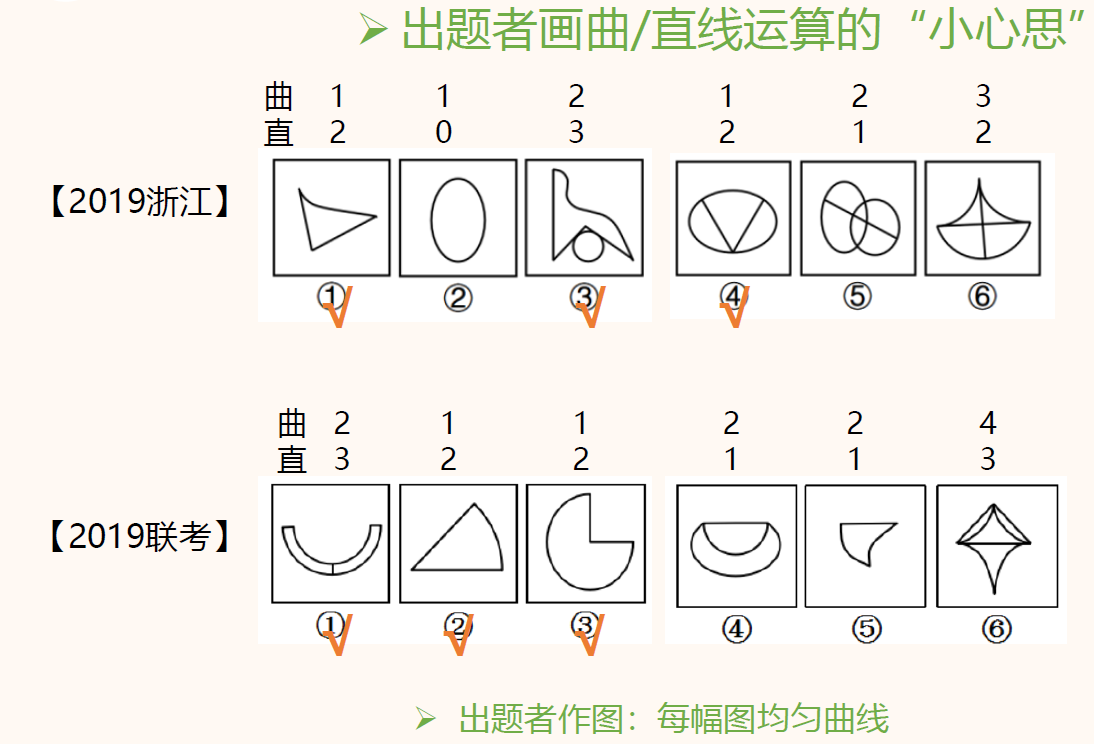 ➢ 出题者画曲/直线运算的“小心思”
曲 1 1 2 1 2 3
直 2 0 3 2 1 2
【2019浙江】
① ② ③ ④ ⑤ ⑥
√ √ √
曲 2 1 1 2 2 4
直 3 2 2 1 1 3
【2019联考】
① ② ③ ④ ⑤ ⑥
√ √ √
➢ 出题者作图：每幅图均匀曲线